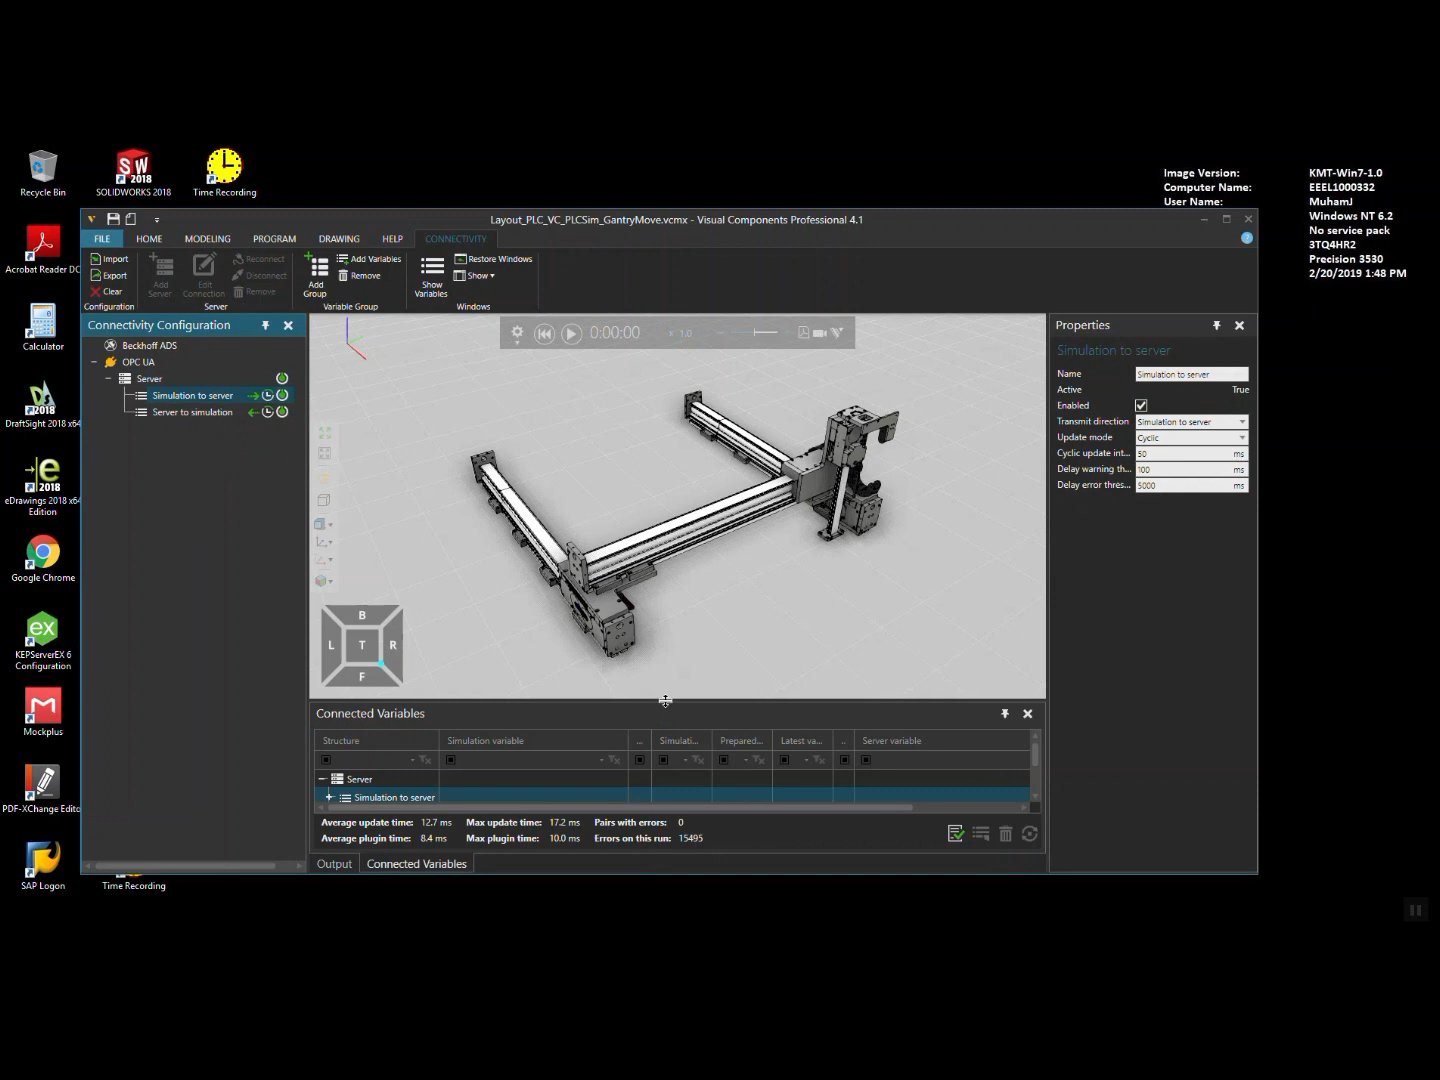 Recycle Bin
SW
2018
SOLIDWORKS 2018
Time Recording
Image Version: KMT-Win7-1.0
Computer Name: EEEL1000332
User Name: MuhamJ
Windows NT 6.2
No service pack
3TQ4HR2
Precision 3530
2/20/2019 1:48 PM
Acrobat Reader DC
Calculator
2018
DraftSight 2018 x64
2018
eDrawings 2018 x64
Edition
Google Chrome
ex
KEPServerEX 6
Configuration
Mockplus
PDF-XChange Edito
SAP Logon
Time Recording
Layout_PLC_VC_PLCSim_GantryMove.vcmx - Visual Components Professional 4.1
FILE HOME MODELING PROGRAM DRAWING HELP CONNECTIVITY
Import
Export
Clear
Configuration
Add
Server
Edit
Connection
Reconnect
Disconnect
Remove
Server
Add
Group
Add Variables
Remove
Variable Group
Show
Variables
Restore Windows
Show
Windows
Connectivity Configuration
Beckhoff ADS
OPC UA
Server
Simulation to server
Server to simulation
0:00:00
x 1.0
B
L T R
F
Properties
Simulation to server
Name Simulation to server
Active True
Enabled
Transmit direction Simulation to server
Update mode Cyclic
Cyclic update int... 50 ms
Delay warning th... 100 ms
Delay error thres... 5000 ms
Connected Variables
Structure Simulation variable ... Simulati... Prepared... Latest va... .. Server variable
Server
Simulation to server
Average update time: 12.7 ms Max update time: 17.2 ms Pairs with errors: 0
Average plugin time: 8.4 ms Max plugin time: 10.0 ms Errors on this run: 15495
Output Connected Variables